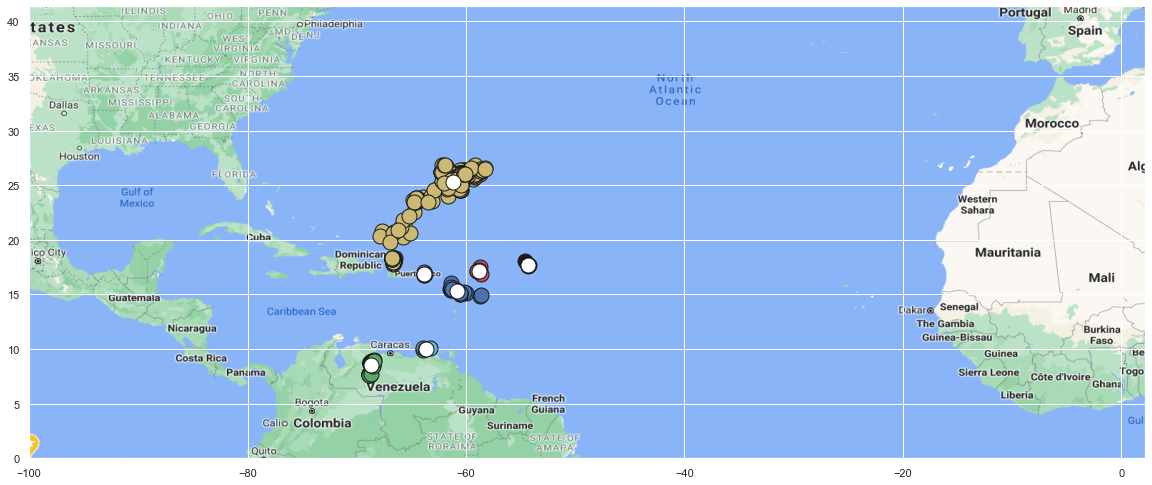 ILLINOIS
OHIO
PENN
Madrid
Portugal
tates
INDIANA
Philadelphia
Spain
KANSAS
MISSOURI
WEST
VIRGINIA
MD
DE
NJ
KENTUCKY
VIRGINIA
35
OKLAHOMA
TENNESSEE
NORTH
CAROLINA
North
Atlantic
Ocean
ARKANSAS
Dallas
MISSISSIPPI
SOUTH
CAROLINA
ALABAMA
Morocco
30
EXAS
GEORGIA
LOUISIANA
Houston
Alg
25
FLORIDA
Gulf of
Mexico
Western
Sahara
20
Cuba
ico City
Dominican
Republic
Mauritania
Puerto Rico
Mali
15
Guatemala
Caribbean Sea
Dakar
Senegal
The Gambia
Nicaragua
Guinea-Bissau
Burkina
Faso
10
Caracas
Costa Rica
Guinea
Be
Panama
Venezuela
Sierra Leone
Côte d'Ivoire
Togo
Ghana
5
Bogota
Guyana
French
Guiana
Liberia
Cali
Colombia
Suriname
Gulf
STATE OF
RORAIMA
STATE OF
AMAPA
Quito
0
40
−100
−80
−60
−40
−20
0